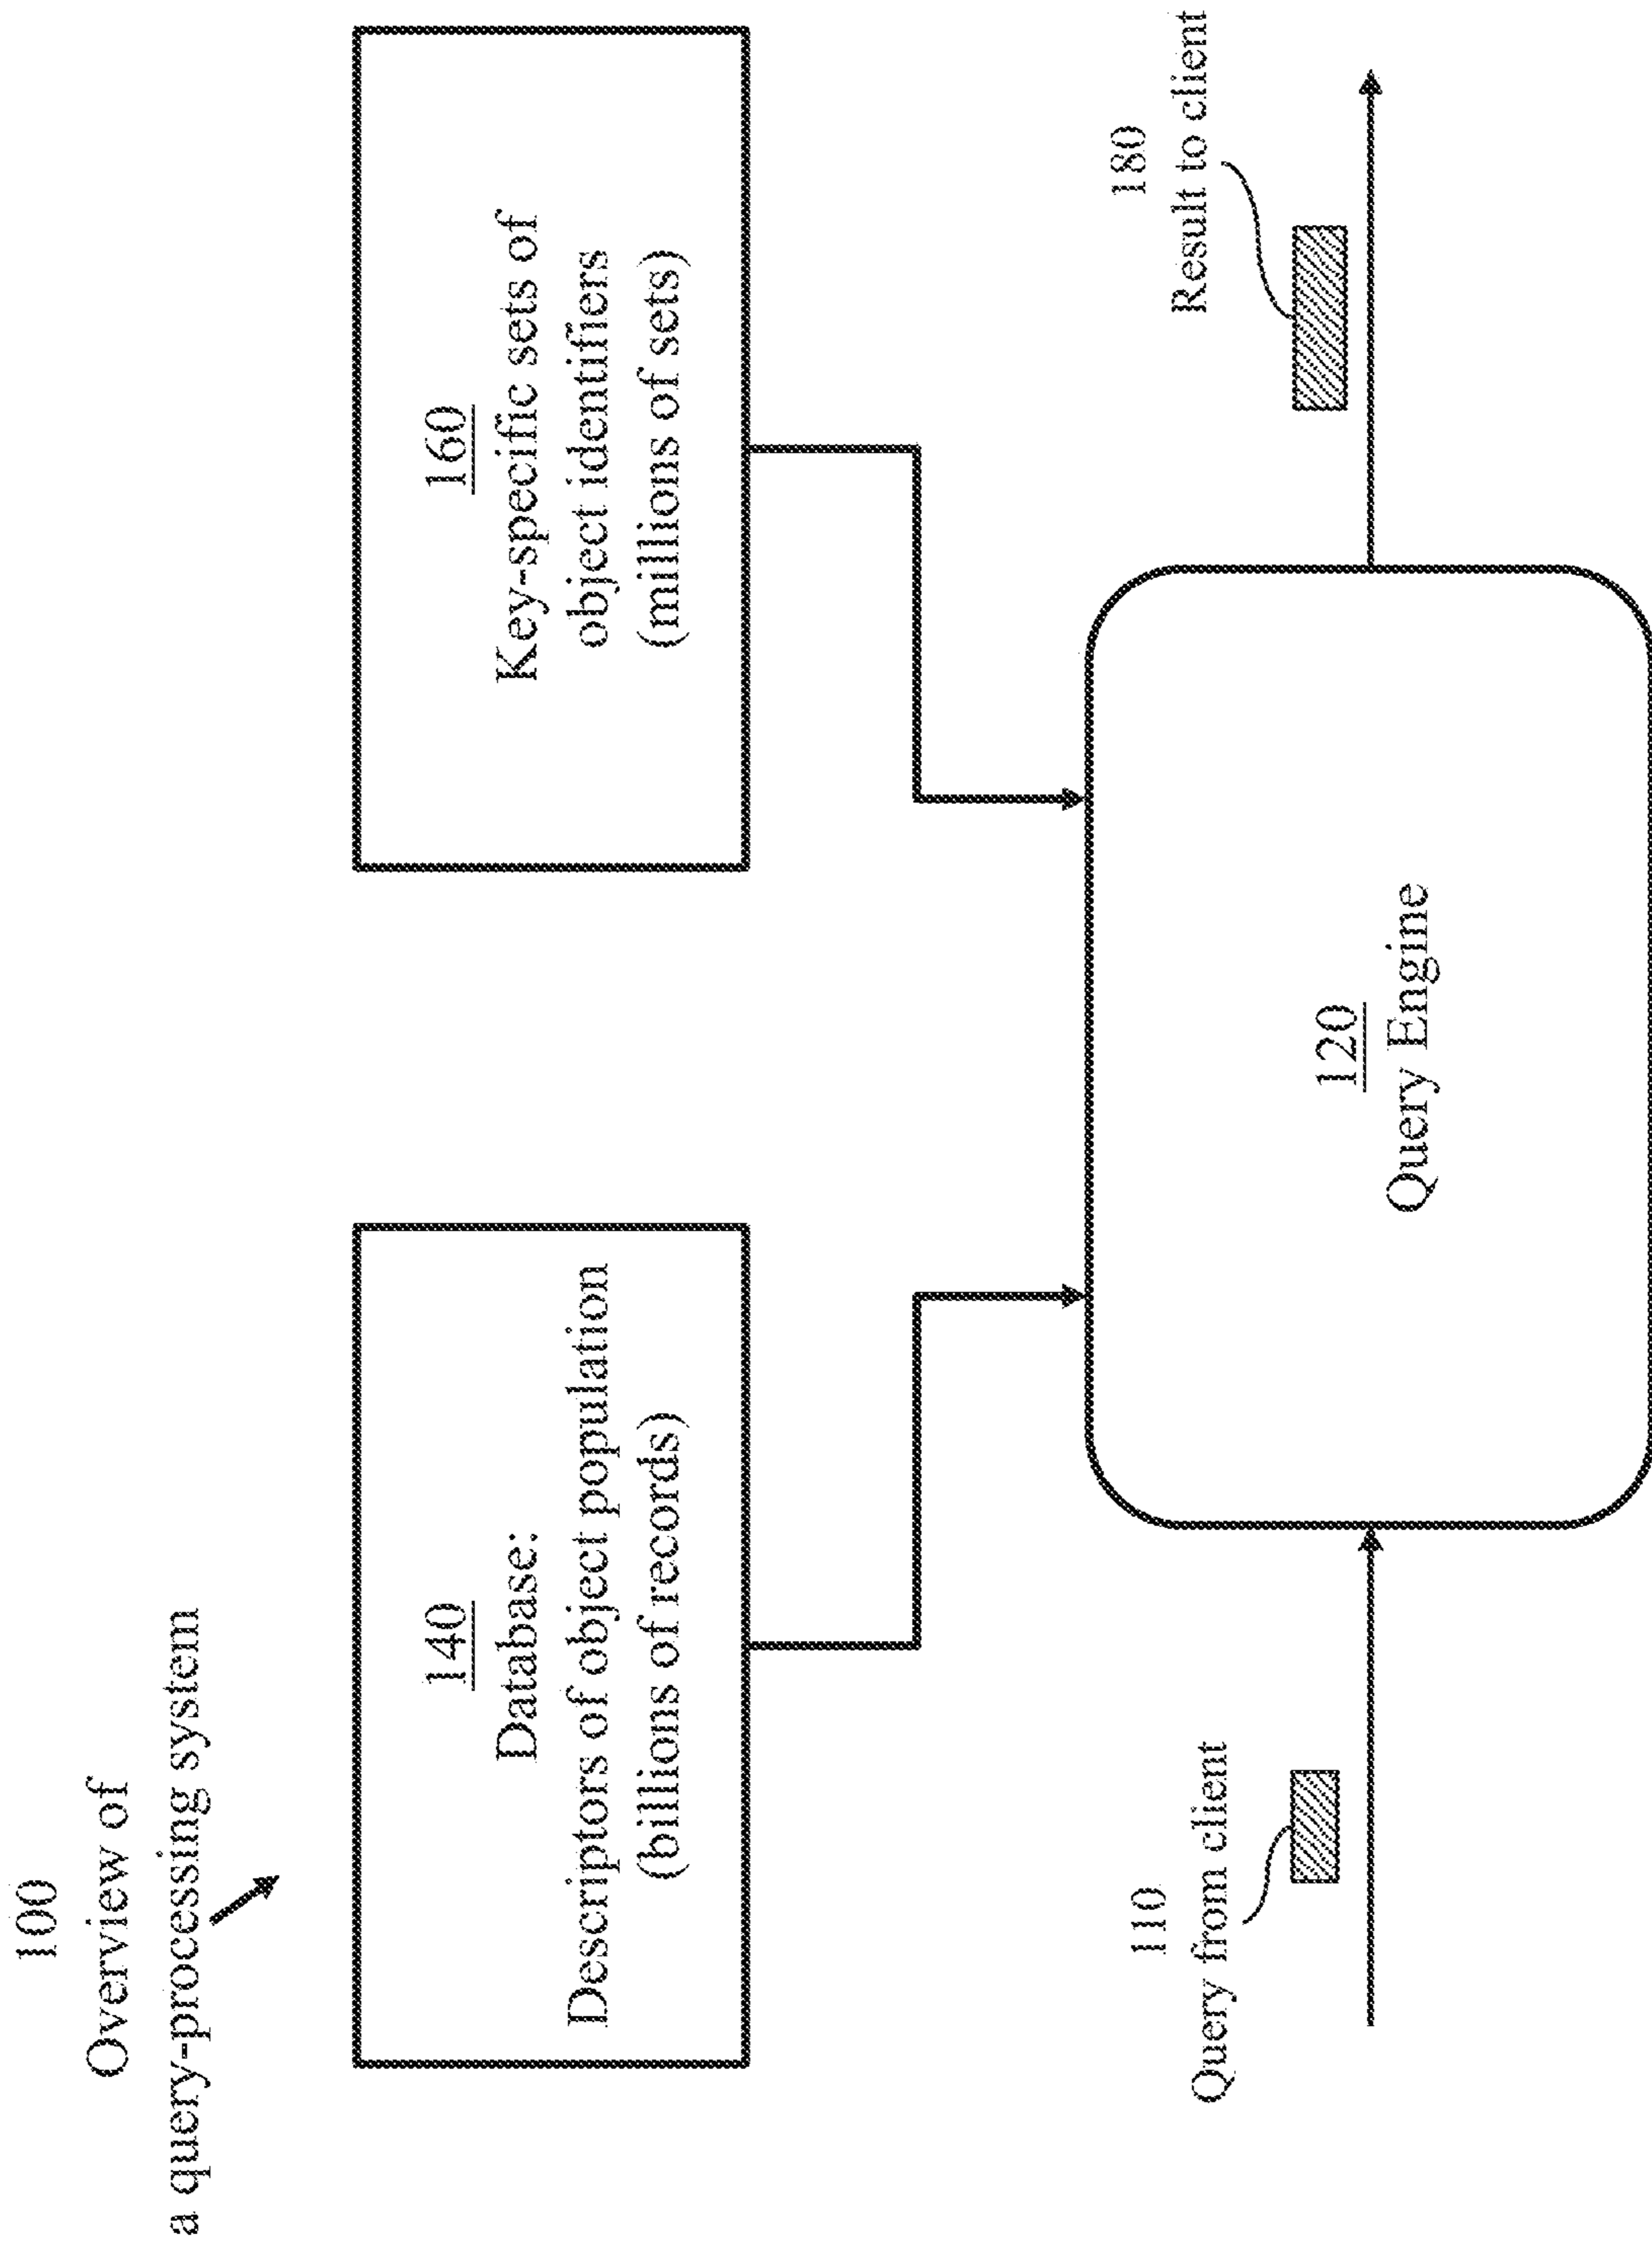 100
Overview of
a query-processing system
140
Database:
Descriptors of object population
(billions of records)
160
Key-specific sets of
object identifiers
(millions of sets)
110
Query from client
120
Query Engine
180
Result to client